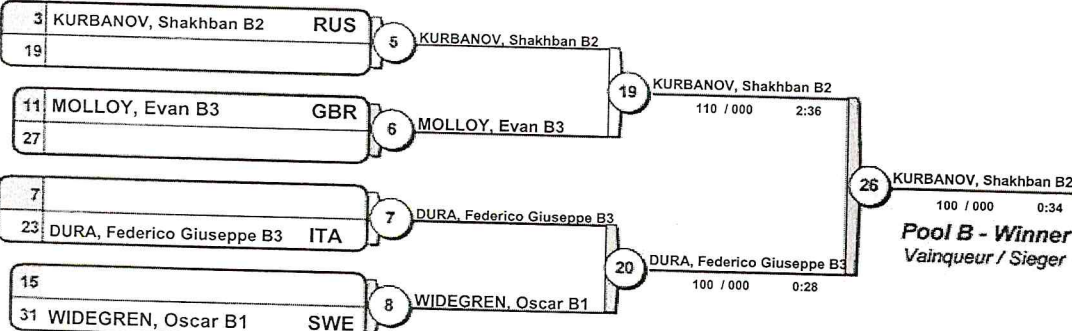 3 KURBANOV, Shakhban B2 RUS
19
5
KURBANOV, Shakhban B2
11 MOLLOY, Evan B3 GBR
27
6
MOLLOY, Evan B3
19
KURBANOV, Shakhban B2
110 / 000 2:36
7
23 DURA, Federico Giuseppe B3 ITA
7
DURA, Federico Giuseppe B3
15
31 WIDEGREN, Oscar B1 SWE
8
WIDEGREN, Oscar B1
20
DURA, Federico Giuseppe B3
100 / 000 0:28
26
KURBANOV, Shakhban B2
100 / 000 0:34
Pool B - Winner
Vainqueur / Sieger